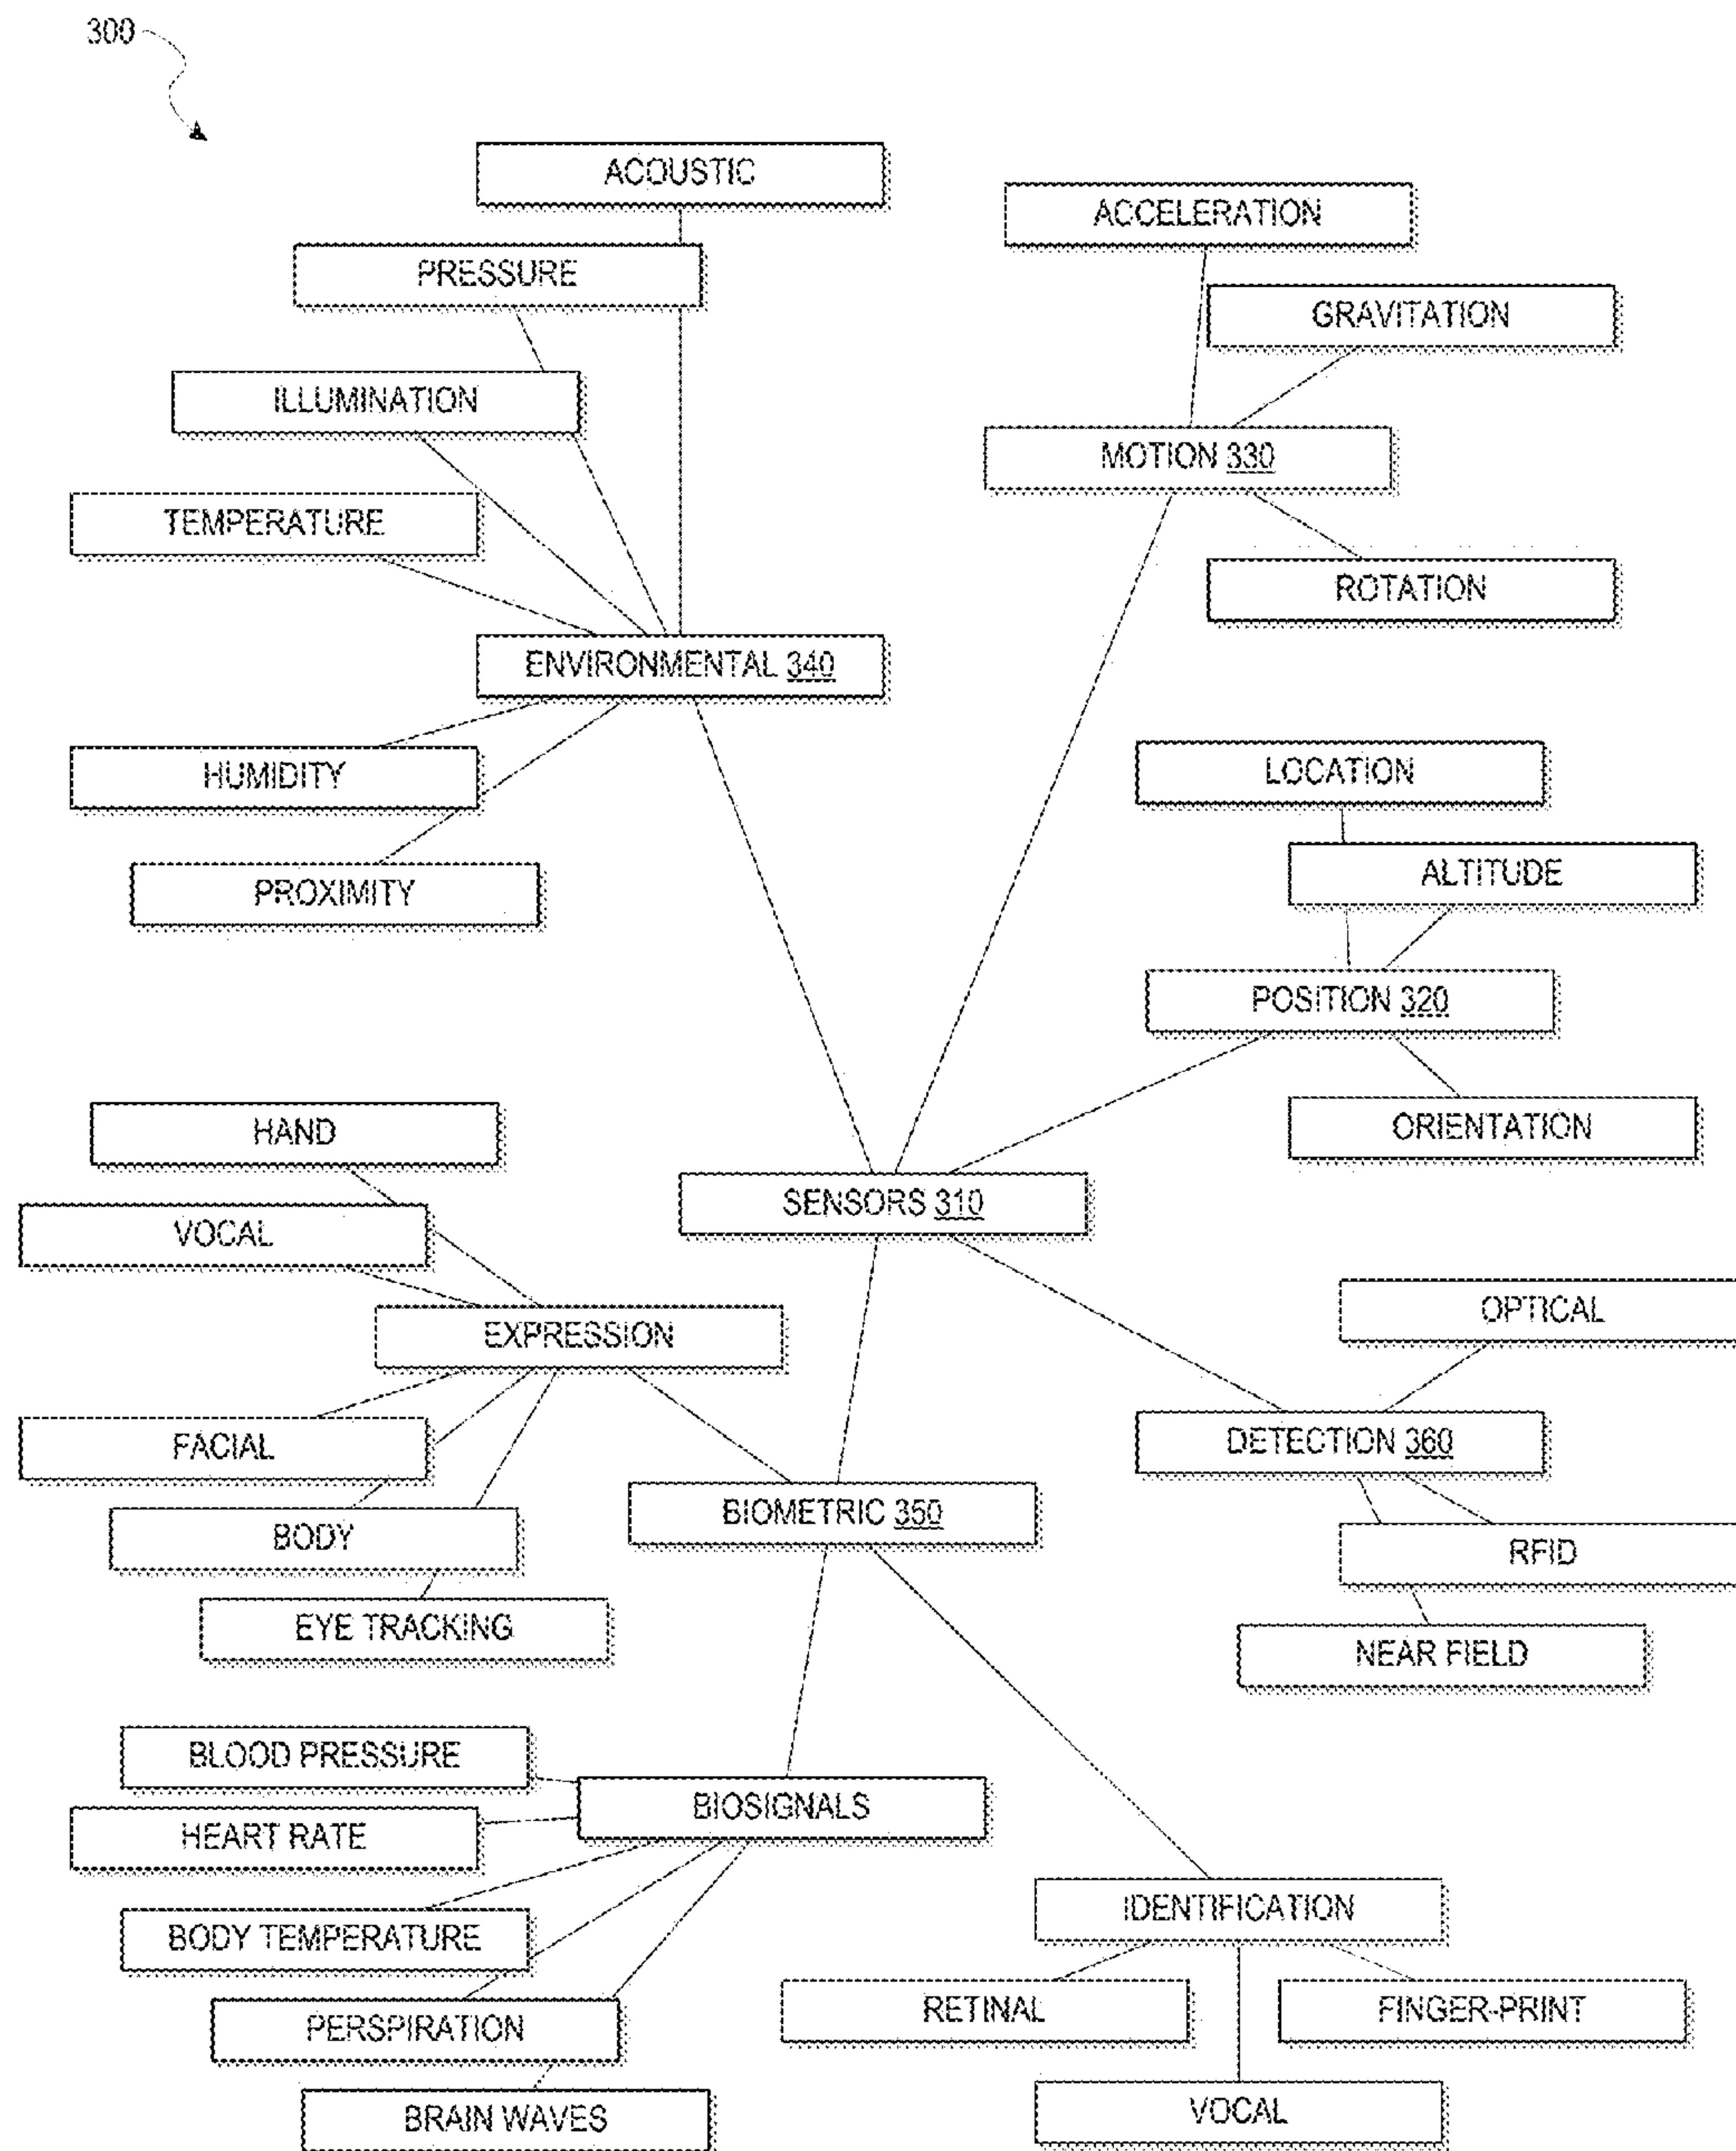 300
ACOUSTIC
ACCELERATION
PRESSURE
GRAVITATION
ILLUMINATION
MOTION 330
TEMPERATURE
ROTATION
ENVIRONMENTAL 340
HUMIDITY
LOCATION
ALTITUDE
PROXIMITY
POSITION 320
HAND
ORIENTATION
SENSORS 310
VOCAL
OPTICAL
EXPRESSION
DETECTION 360
FACIAL
BIOMETRIC 350
BODY
RFID
EYE TRACKING
NEAR FIELD
BLOOD PRESSURE
BIOSIGNALS
HEART RATE
IDENTIFICATION
BODY TEMPERATURE
RETINAL
FINGER-PRINT
PERSPIRATION
VOCAL
BRAIN WAVES